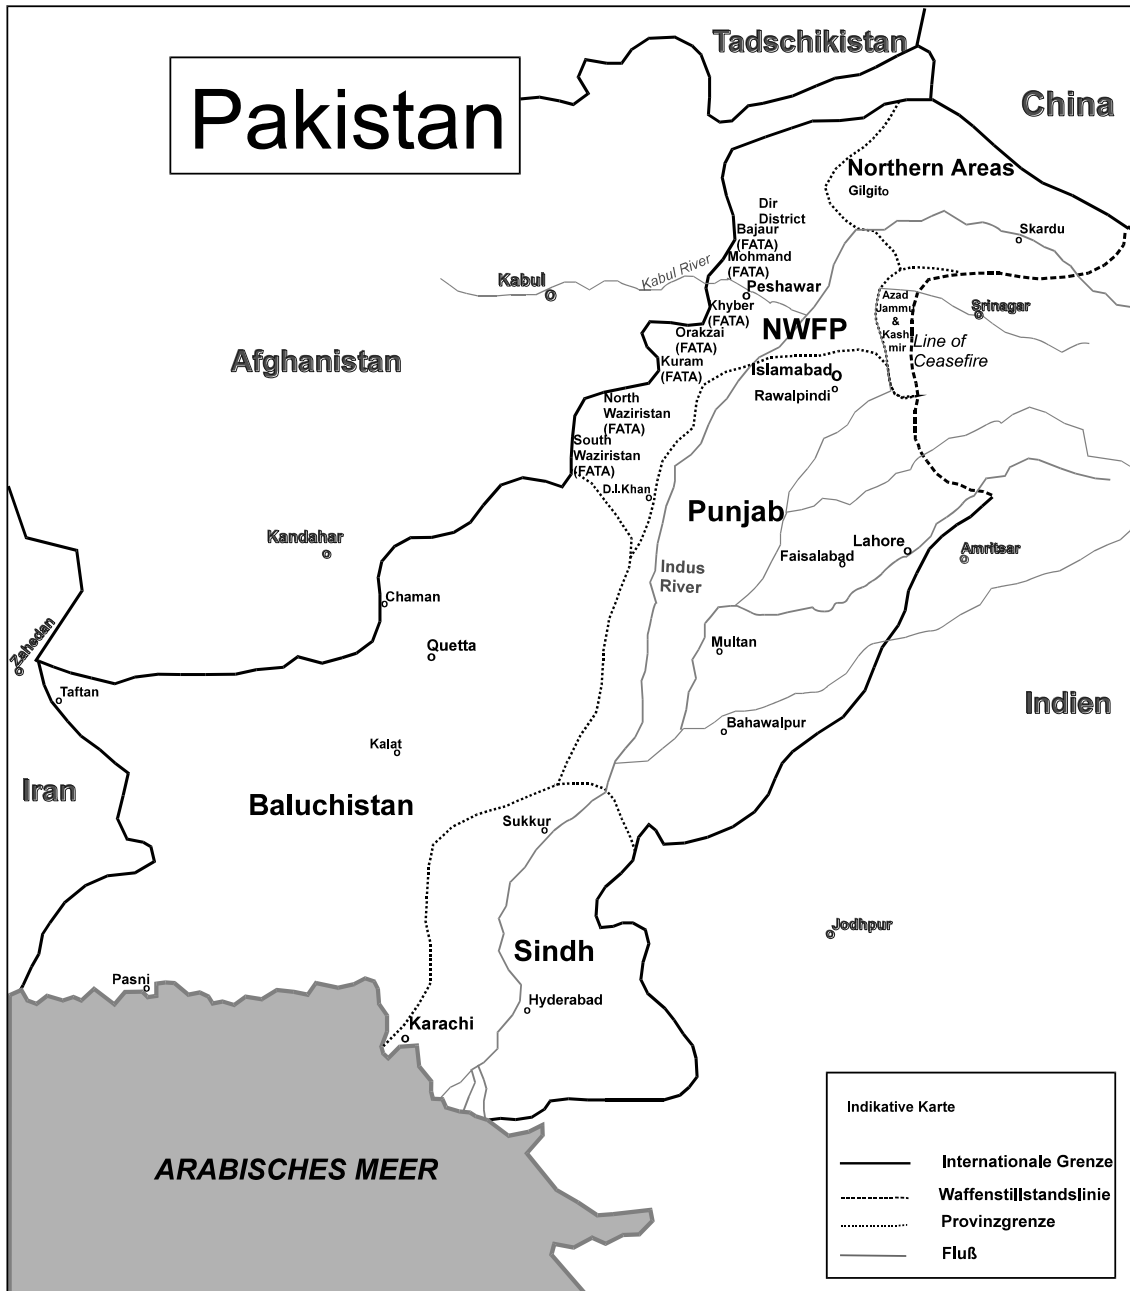 Tadschikistan
Pakistan
China
Northern Areas
Gilgit
Dir
District
Bajaur
(FATA)
Skardu
Mohmand
(FATA)
Kabul River
Kabul
Peshawar
Khyber
(FATA)
Azad
Jammu
&
Kash
mir
Srinagar
NWFP
Orakzai
(FATA)
Line of
Ceasefire
Afghanistan
Kuram
(FATA)
Islamabad
Rawalpindi
North
Waziristan
(FATA)
South
Waziristan
(FATA)
D.I.Khan
Punjab
Kandahar
Lahore
Faisalabad
Amritsar
Indus
River
Chaman
Zahedan
Quetta
Multan
Taftan
Indien
Bahawalpur
Kalat
Iran
Baluchistan
Sukkur
Jodhpur
Sindh
Pasni
Hyderabad
Karachi
ARABISCHES MEER
Indikative Karte
Internationale Grenze
Waffenstillstandslinie
Provinzgrenze
Fluß